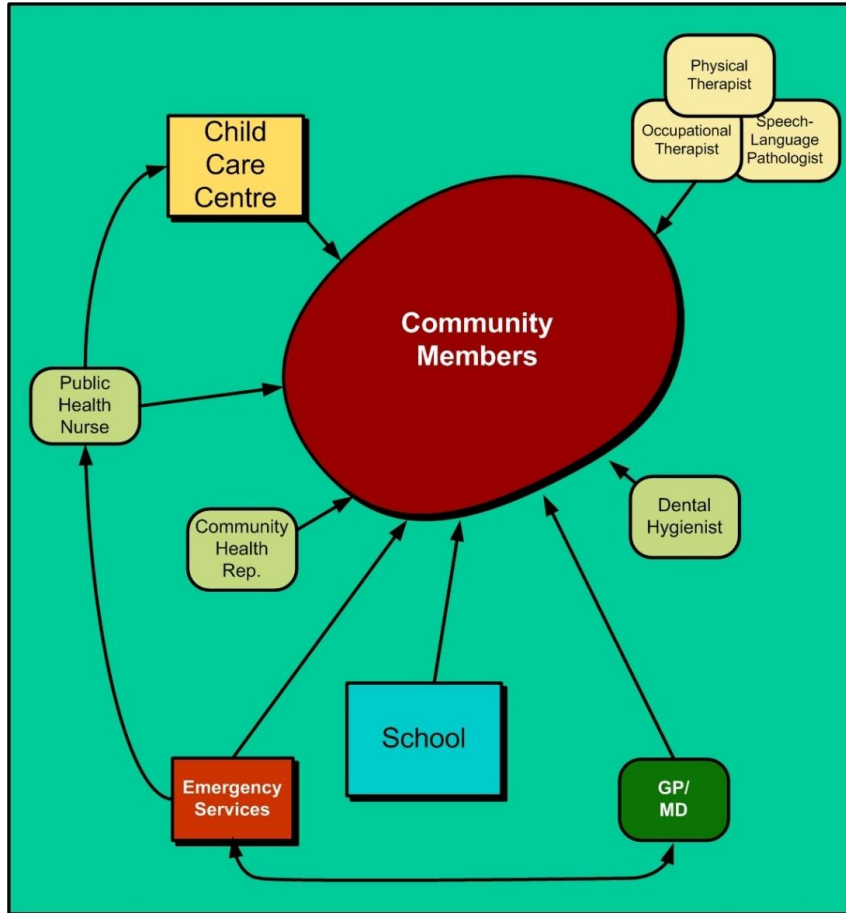 Physical
Therapist
Occupational
Therapist
Speech-
Language
Pathologist
Child
Care
Centre
Community
Members
Public
Health
Nurse
Community
Health
Rep.
Dental
Hygienist
School
Emergency
Services
GP/
MD